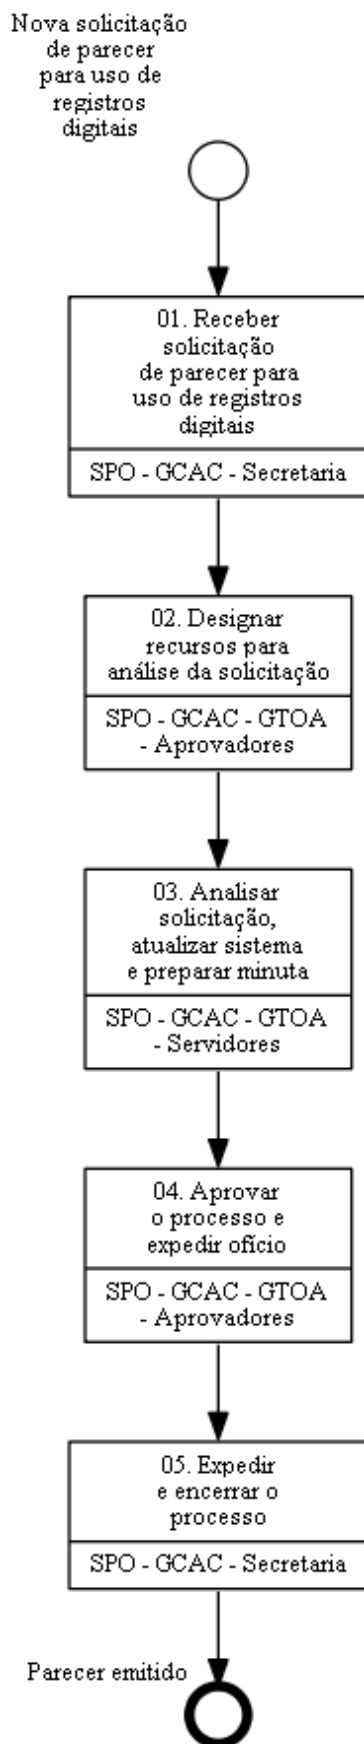 Nova solicitação
de parecer
para uso de
registros
digitais
01. Receber
solicitação
de parecer para
uso de registros
digitais
SPO - GCAC - Secretaria
02. Designar
recursos para
análise da solicitação
SPO - GCAC - GTOA
- Aprovadores
03. Analisar
solicitação,
atualizar sistema
e preparar minuta
SPO - GCAC - GTOA
- Servidores
04. Aprovar
o processo e
expedir ofício
SPO - GCAC - GTOA
- Aprovadores
05. Expedir
e encerrar o
processo
SPO - GCAC - Secretaria
Parecer emitido